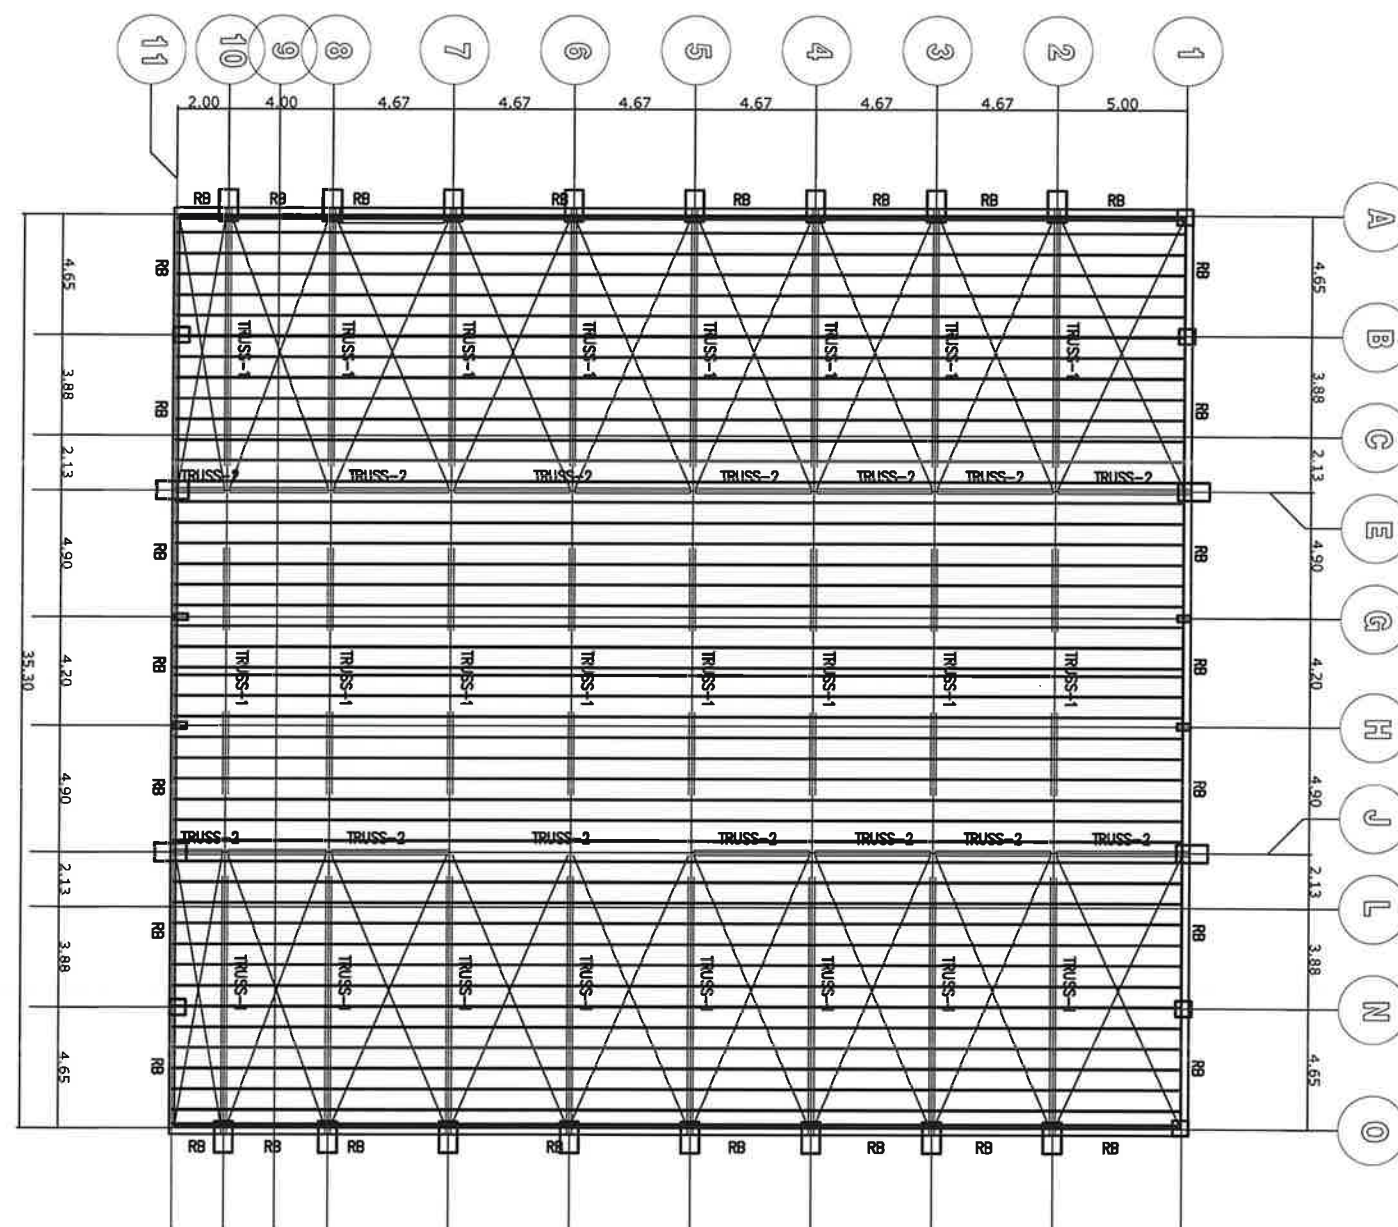 11 10 9 8 7 6 5 4 3 2 1
2.00 4.00 4.67 4.67 4.67 4.67 4.67 4.67 5.00
RB RB RB RB RB RB RB RB
A
RB RB
4.65 4.65
TRUSS-1 TRUSS-1 TRUSS-1 TRUSS-1 TRUSS-1 TRUSS-1 TRUSS-1 TRUSS-1
B
3.88 3.88
RB RB
C
2.13 2.13
TRUSS-2 TRUSS-2 TRUSS-2 TRUSS-2 TRUSS-2 TRUSS-2 TRUSS-2
E
4.90 4.90
RB RB
G
35.30
4.20 4.20
RB RB
TRUSS-1 TRUSS-1 TRUSS-1 TRUSS-1 TRUSS-1 TRUSS-1 TRUSS-1 TRUSS-1
H
4.90 4.90
RB RB
J
TRUSS-2 TRUSS-2 TRUSS-2 TRUSS-2 TRUSS-2 TRUSS-2 TRUSS-2
2.13 2.13
L
RB RB
3.88 3.88
TRUSS-1 TRUSS-1 TRUSS-1 TRUSS-1 TRUSS-1 TRUSS-1 TRUSS-1 TRUSS-1
N
4.65 4.65
RB RB
O
RB RB RB RB RB RB RB RB